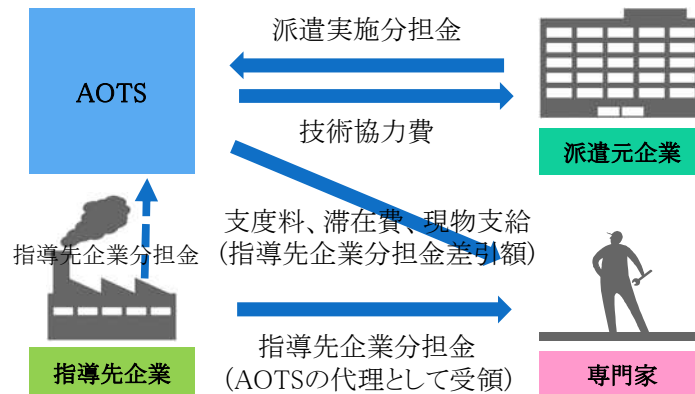 派遣実施分担金
AOTS
技術協力費
派遣元企業
支度料、滞在費、現物支給
(指導先企業分担金差引額)
指導先企業分担金
指導先企業分担金
(AOTSの代理として受領)
指導先企業
専門家